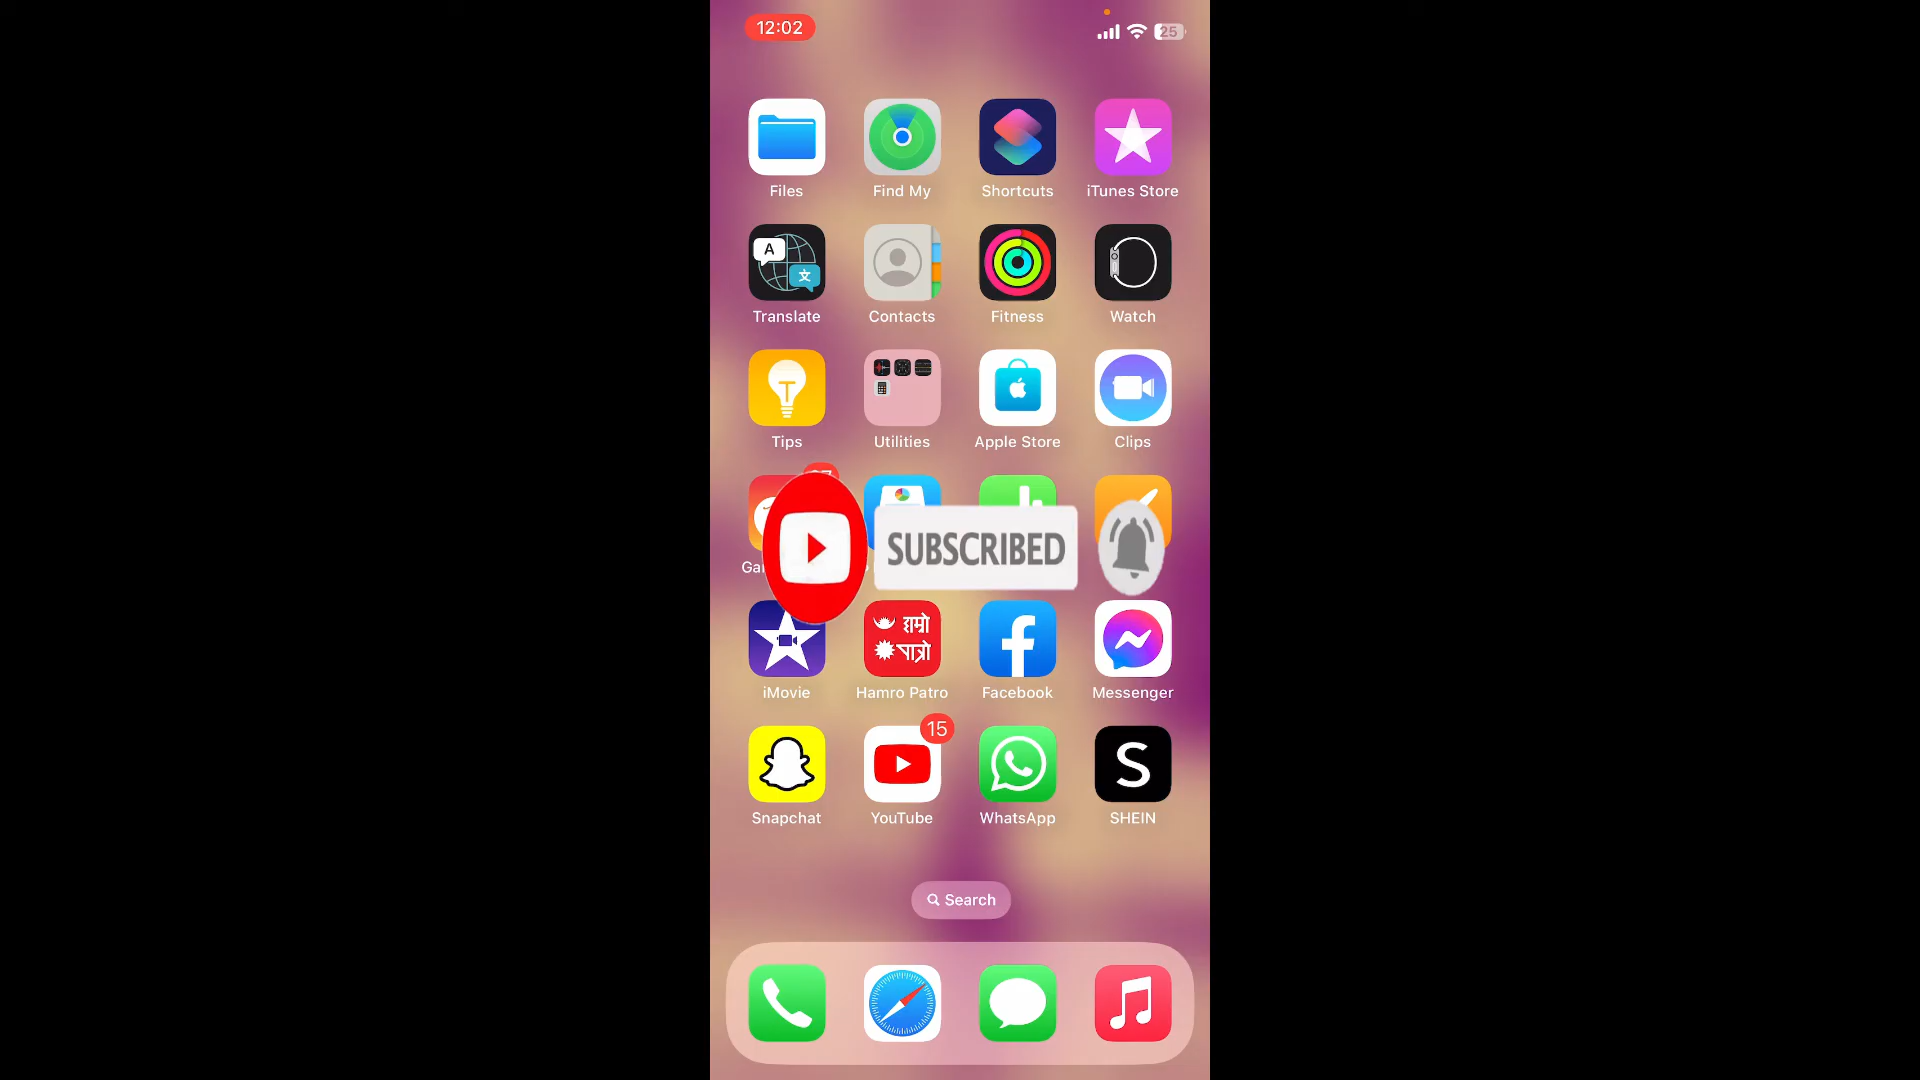 12:02
25
Files
Find My
Shortcuts
iTunes Store
A
文
Translate
Contacts
Fitness
Watch
Tips
Utilities
Apple Store
Clips
SUBSCRIBED
हाम्रो
पात्रो
iMovie
Hamro Patro
Facebook
Messenger
15
S
Snapchat
YouTube
WhatsApp
SHEIN
Search